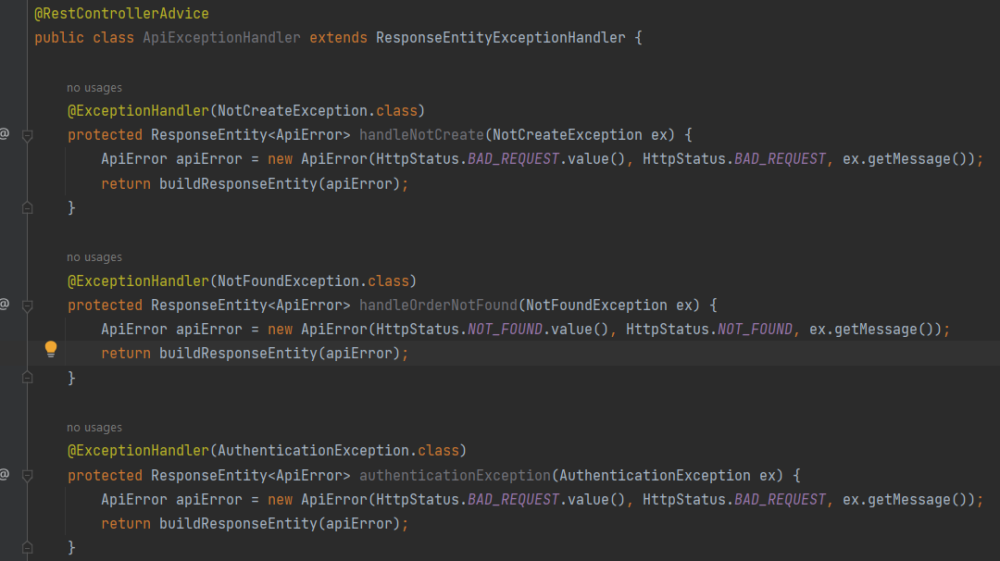 @RestControllerAdvice
public class ApiExceptionHandler extends ResponseEntityExceptionHandler {
no usages
@ExceptionHandler(NotCreateException.class)
protected ResponseEntity<ApiError> handleNotCreate(NotCreateException ex) {
ApiError apiError = new ApiError(HttpStatus.BAD_REQUEST.value(), HttpStatus.BAD_REQUEST, ex.getMessage());
return buildResponseEntity(apiError);
}
no usages
@ExceptionHandler(NotFoundException.class)
protected ResponseEntity<ApiError> handleOrderNotFound(NotFoundException ex) {
ApiError apiError = new ApiError(HttpStatus.NOT_FOUND.value(), HttpStatus.NOT_FOUND, ex.getMessage());
return buildResponseEntity(apiError);
}
no usages
@ExceptionHandler(AuthenticationException.class)
protected ResponseEntity<ApiError> authenticationException(AuthenticationException ex) {
ApiError apiError = new ApiError(HttpStatus.BAD_REQUEST.value(), HttpStatus.BAD_REQUEST, ex.getMessage());
return buildResponseEntity(apiError);
}